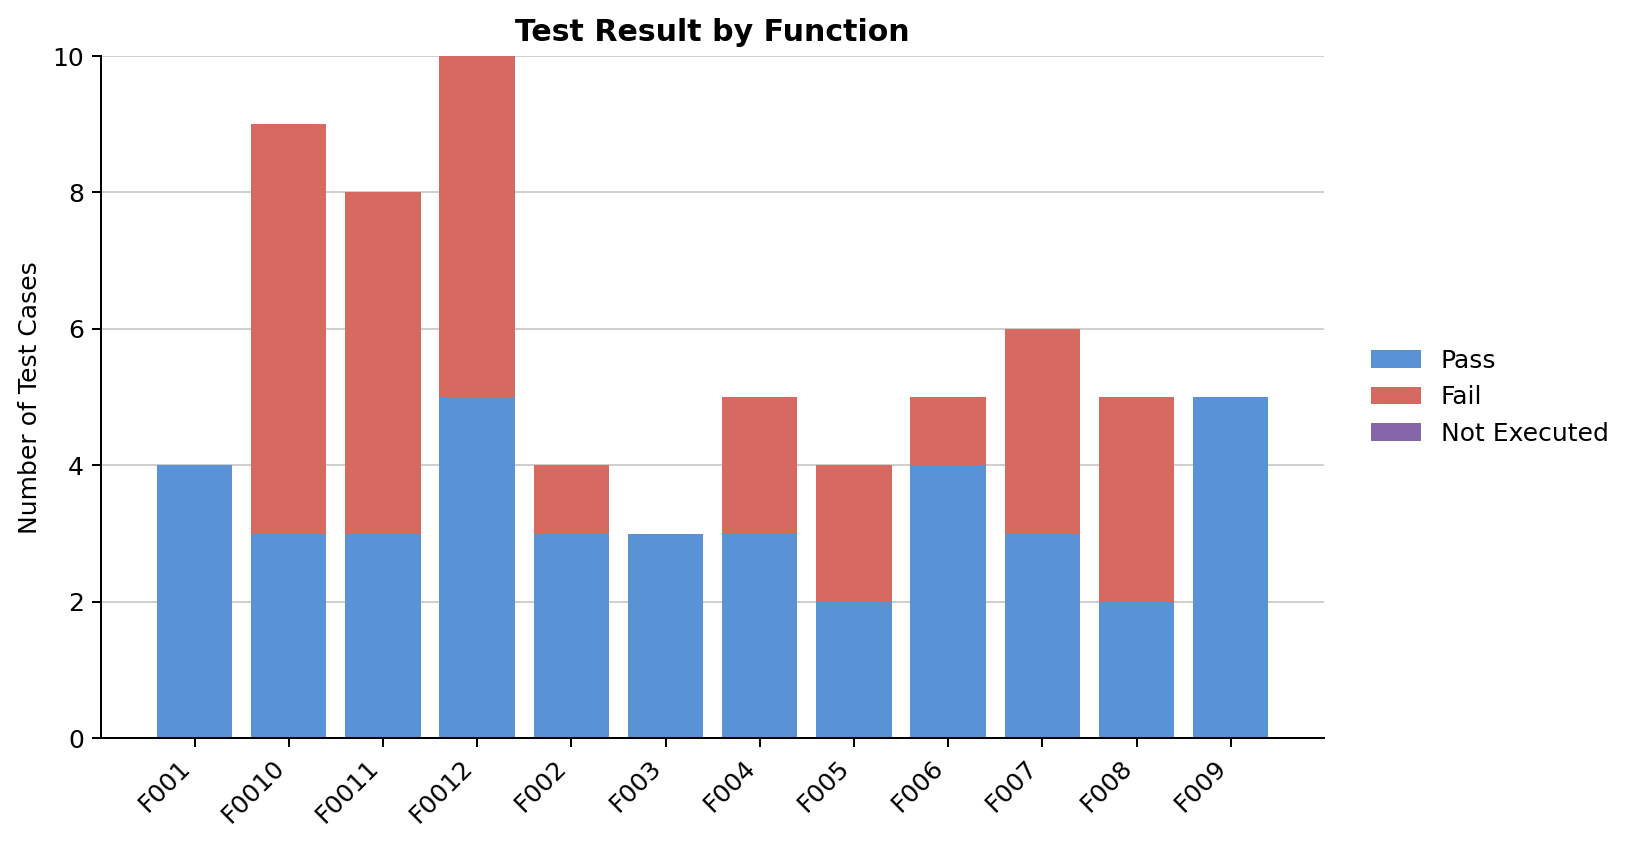 Test Result by Function
Number of Test Cases
10
8
6
4
2
0
F001
F0010
F0011
F0012
F002
F003
F004
F005
F006
F007
F008
F009
Pass
Fail
Not Executed